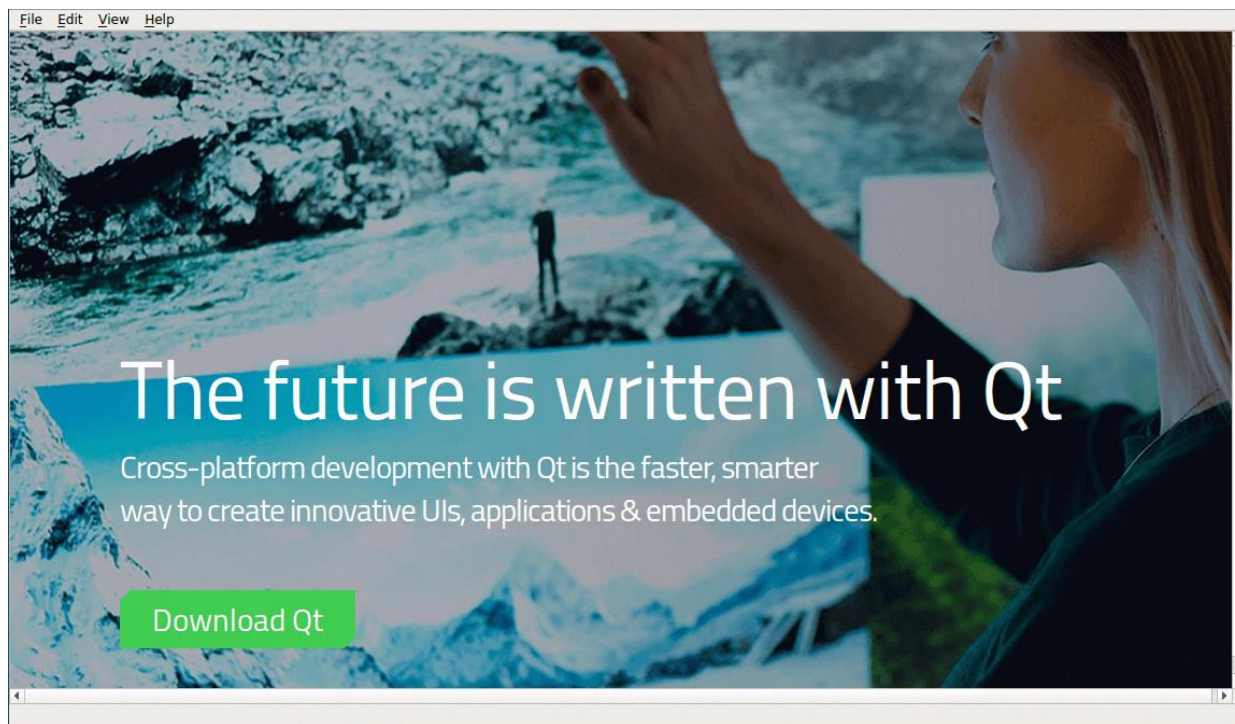 File Edit View Help
The future is written with Qt
Cross-platform development with Qt is the faster, smarter
way to create innovative UIs, applications & embedded devices.
Download Qt